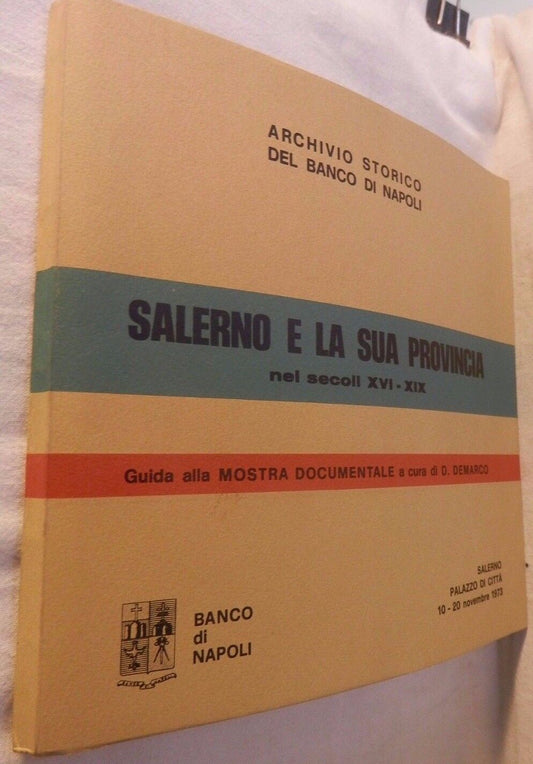 ARCHIVIO STORICO
DEL BANCO DI NAPOLI
SALERNO E LA SUA PROVINCIA
nei secoli XVI - XIX
Guida alla MOSTRA DOCUMENTALE a cura di D. DEMARCO
SALERNO
PALAZZO DI CITTÀ
10 - 20 novembre 1973
BANCO
di
NAPOLI